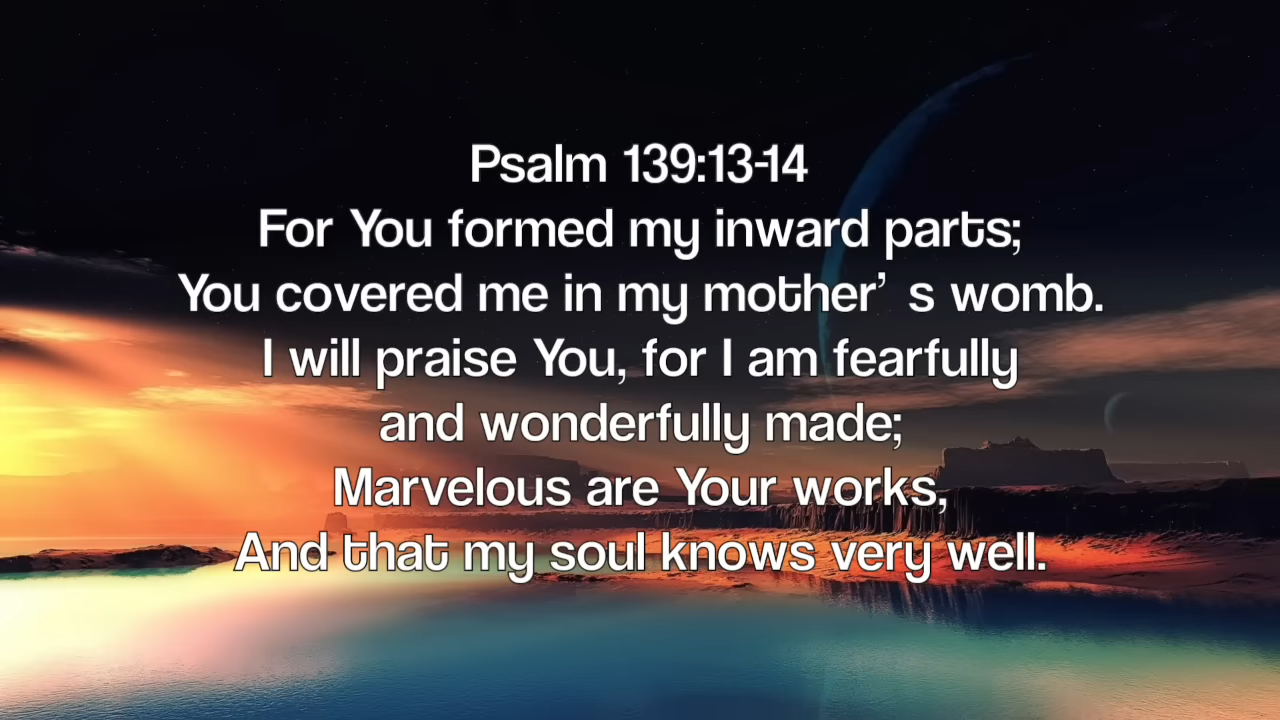 Psalm 139:13-14
For You formed my inward parts;
You covered me in my mother’ s womb.
I will praise You, for I am fearfully
and wonderfully made;
Marvelous are Your works,
And that my soul knows very well.